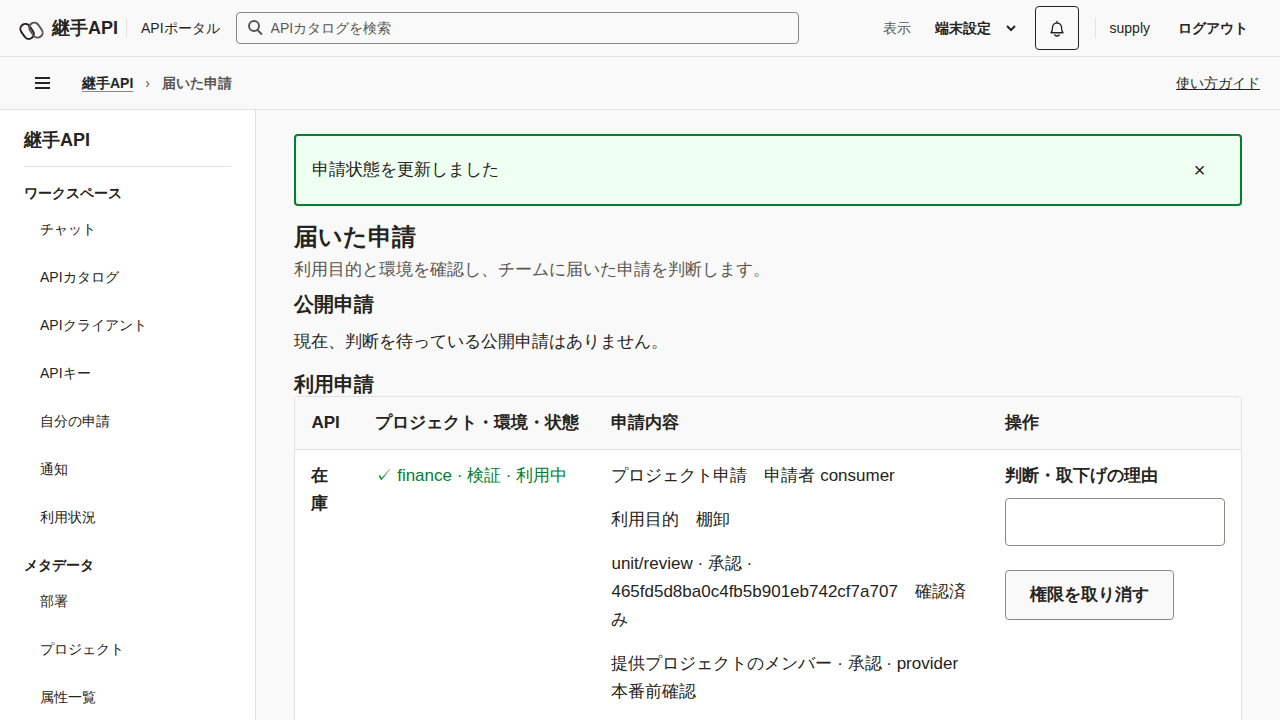 継手API
APIポータル
APIカタログを検索
表示
端末設定
supply
ログアウト
継手API › 届いた申請
使い方ガイド
継手API
ワークスペース
チャット
APIカタログ
APIクライアント
APIキー
自分の申請
通知
利用状況
メタデータ
部署
プロジェクト
属性一覧
申請状態を更新しました ×
届いた申請
利用目的と環境を確認し、チームに届いた申請を判断します。
公開申請
現在、判断を待っている公開申請はありません。
利用申請
API プロジェクト・環境・状態 申請内容 操作
在
庫
✓ finance · 検証 · 利用中
プロジェクト申請 申請者 consumer
利用目的 棚卸
unit/review · 承認 ·
465fd5d8ba0c4fb5b901eb742cf7a707 確認済
み
提供プロジェクトのメンバー · 承認 · provider
本番前確認
判断・取下げの理由
権限を取り消す